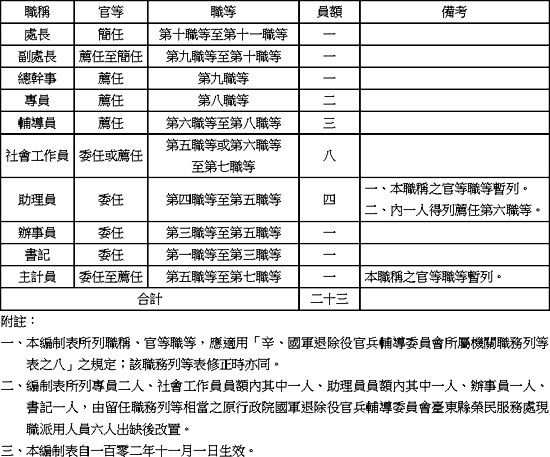 職稱 官等 職等 員額 備考
處長 簡任 第十職等至第十一職等 一
副處長 薦任至簡任 第九職等至第十職等 一
總幹事 薦任 第九職等 一
專員 薦任 第八職等 二
輔導員 薦任 第六職等至第八職等 三
社會工作員 委任或薦任 第五職等或第六職等 八
至第七職等
助理員 委任 第四職等至第五職等 四 一、本職稱之官等職等暫列。
二、內一人得列薦任第六職等。
辦事員 委任 第三職等至第五職等 一
書記 委任 第一職等至第三職等 一
主計員 委任至薦任 第五職等至第七職等 一 本職稱之官等職等暫列。
合計 二十三
附註：
一、本編制表所列職稱、官等職等，應適用「辛、國軍退除役官兵輔導委員會所屬機關職務列等
表之八」之規定；該職務列等表修正時亦同。
二、編制表所列專員二人、社會工作員員額內其中一人、助理員員額內其中一人、辦事員一人、
書記一人，由留任職務列等相當之原行政院國軍退除役官兵輔導委員會臺東縣榮民服務處現
職派用人員六人出缺後改置。
三、本編制表自一百零二年十一月一日生效。